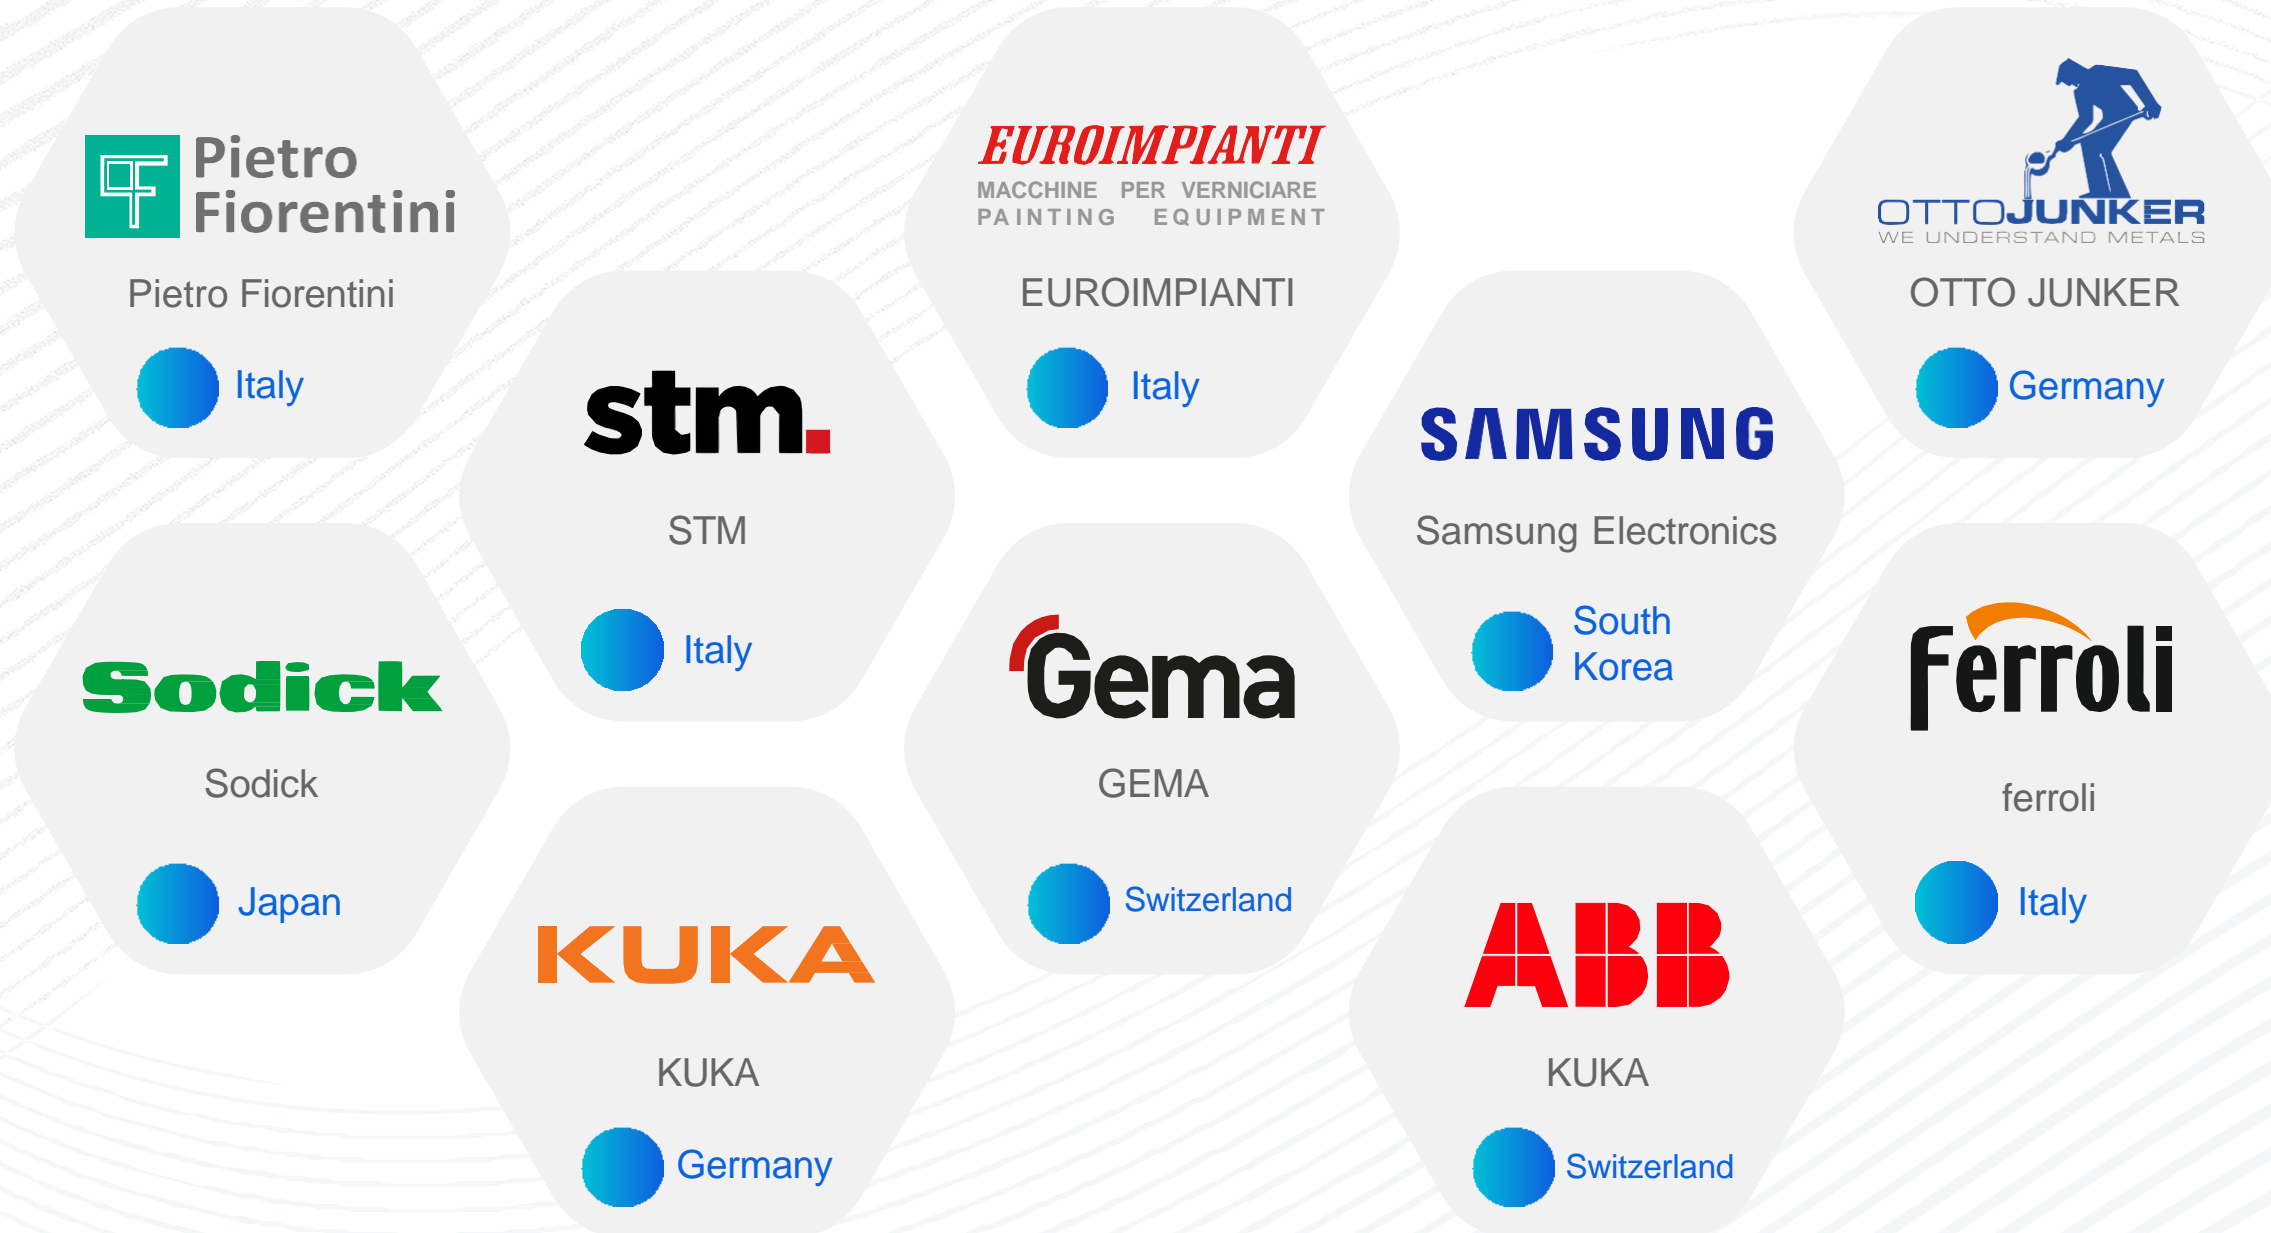 Pietro
Fiorentini
Pietro Fiorentini
Italy
EUROIMPIANTI
MACCHINE PER VERNICIARE
PAINTING EQUIPMENT
EUROIMPIANTI
Italy
OTTOJUNKER
WE UNDERSTAND METALS
OTTO JUNKER
Germany
stm.
STM
Italy
SAMSUNG
Samsung Electronics
South
Korea
Sodick
Sodick
Japan
Gema
GEMA
Switzerland
ferroli
ferroli
Italy
KUKA
KUKA
Germany
ABB
KUKA
Switzerland